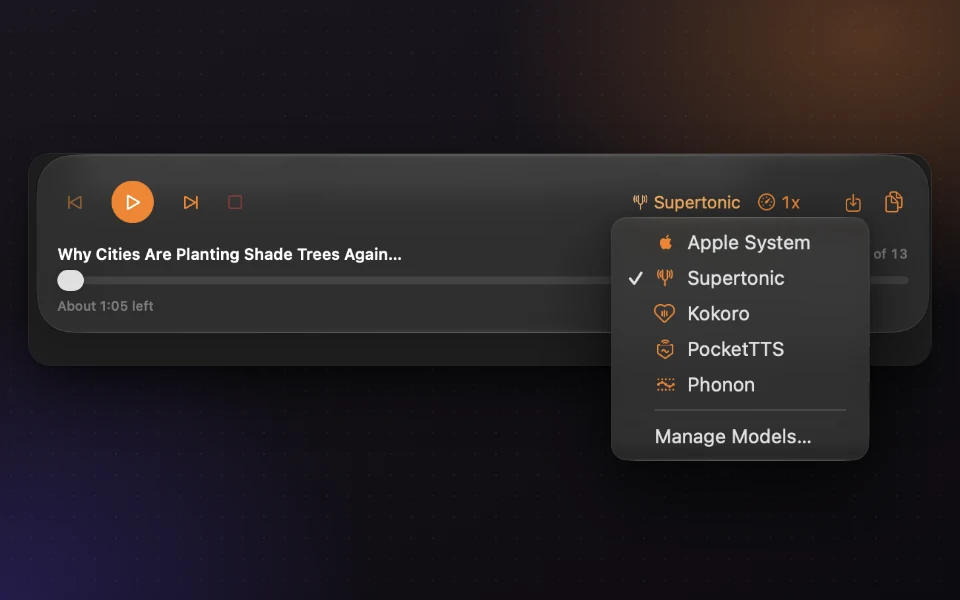 Supertonic
1x
Why Cities Are Planting Shade Trees Again...
of 13
About 1:05 left
Apple System
Supertonic
Kokoro
PocketTTS
Phonon
Manage Models...